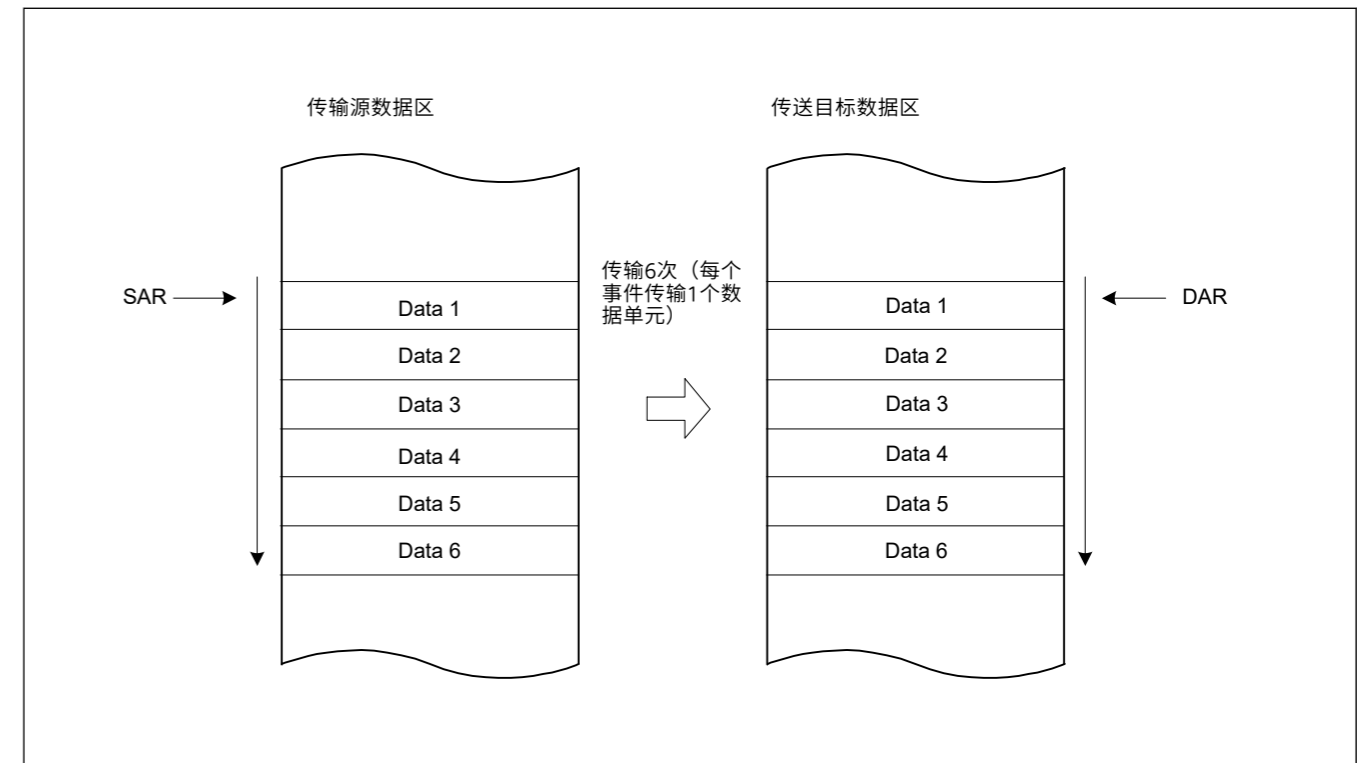 传输源数据区
传送目标数据区
SAR
传输6次（每个
事件传输1个数
据单元）
DAR
Data 1
Data 2
Data 3
Data 4
Data 5
Data 6
Data 1
Data 2
Data 3
Data 4
Data 5
Data 6